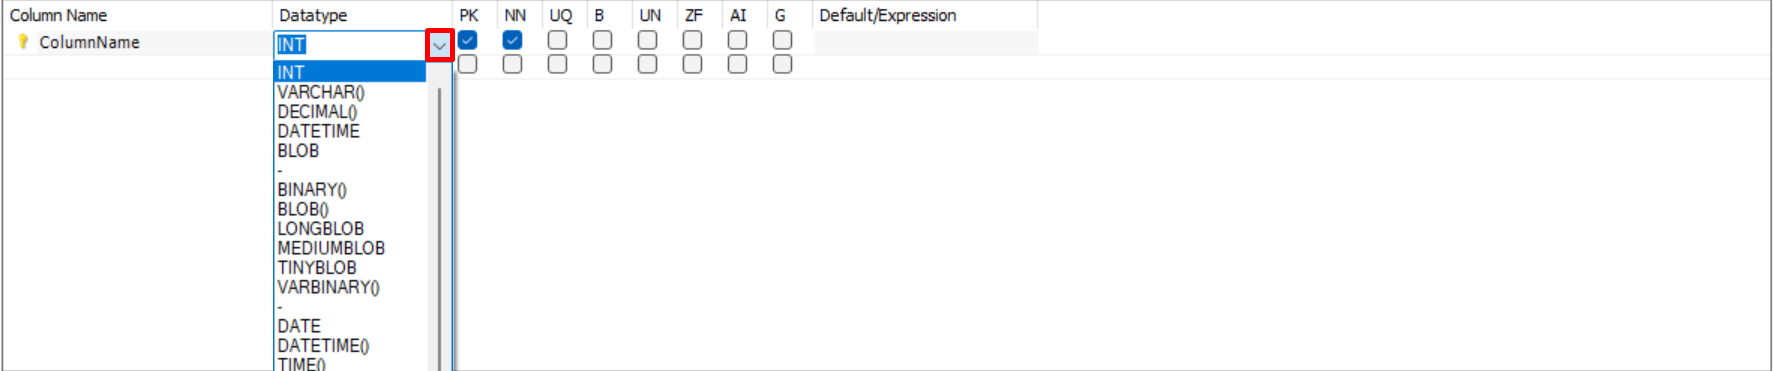 Column Name Datatype PK NN UQ B UN ZF AI G Default/Expression
ColumnName INT
INT
VARCHAR()
DECIMAL()
DATETIME
BLOB
-
BINARY()
BLOB()
LONGBLOB
MEDIUMBLOB
TINYBLOB
VARBINARY()
-
DATE
DATETIME()
TIME()